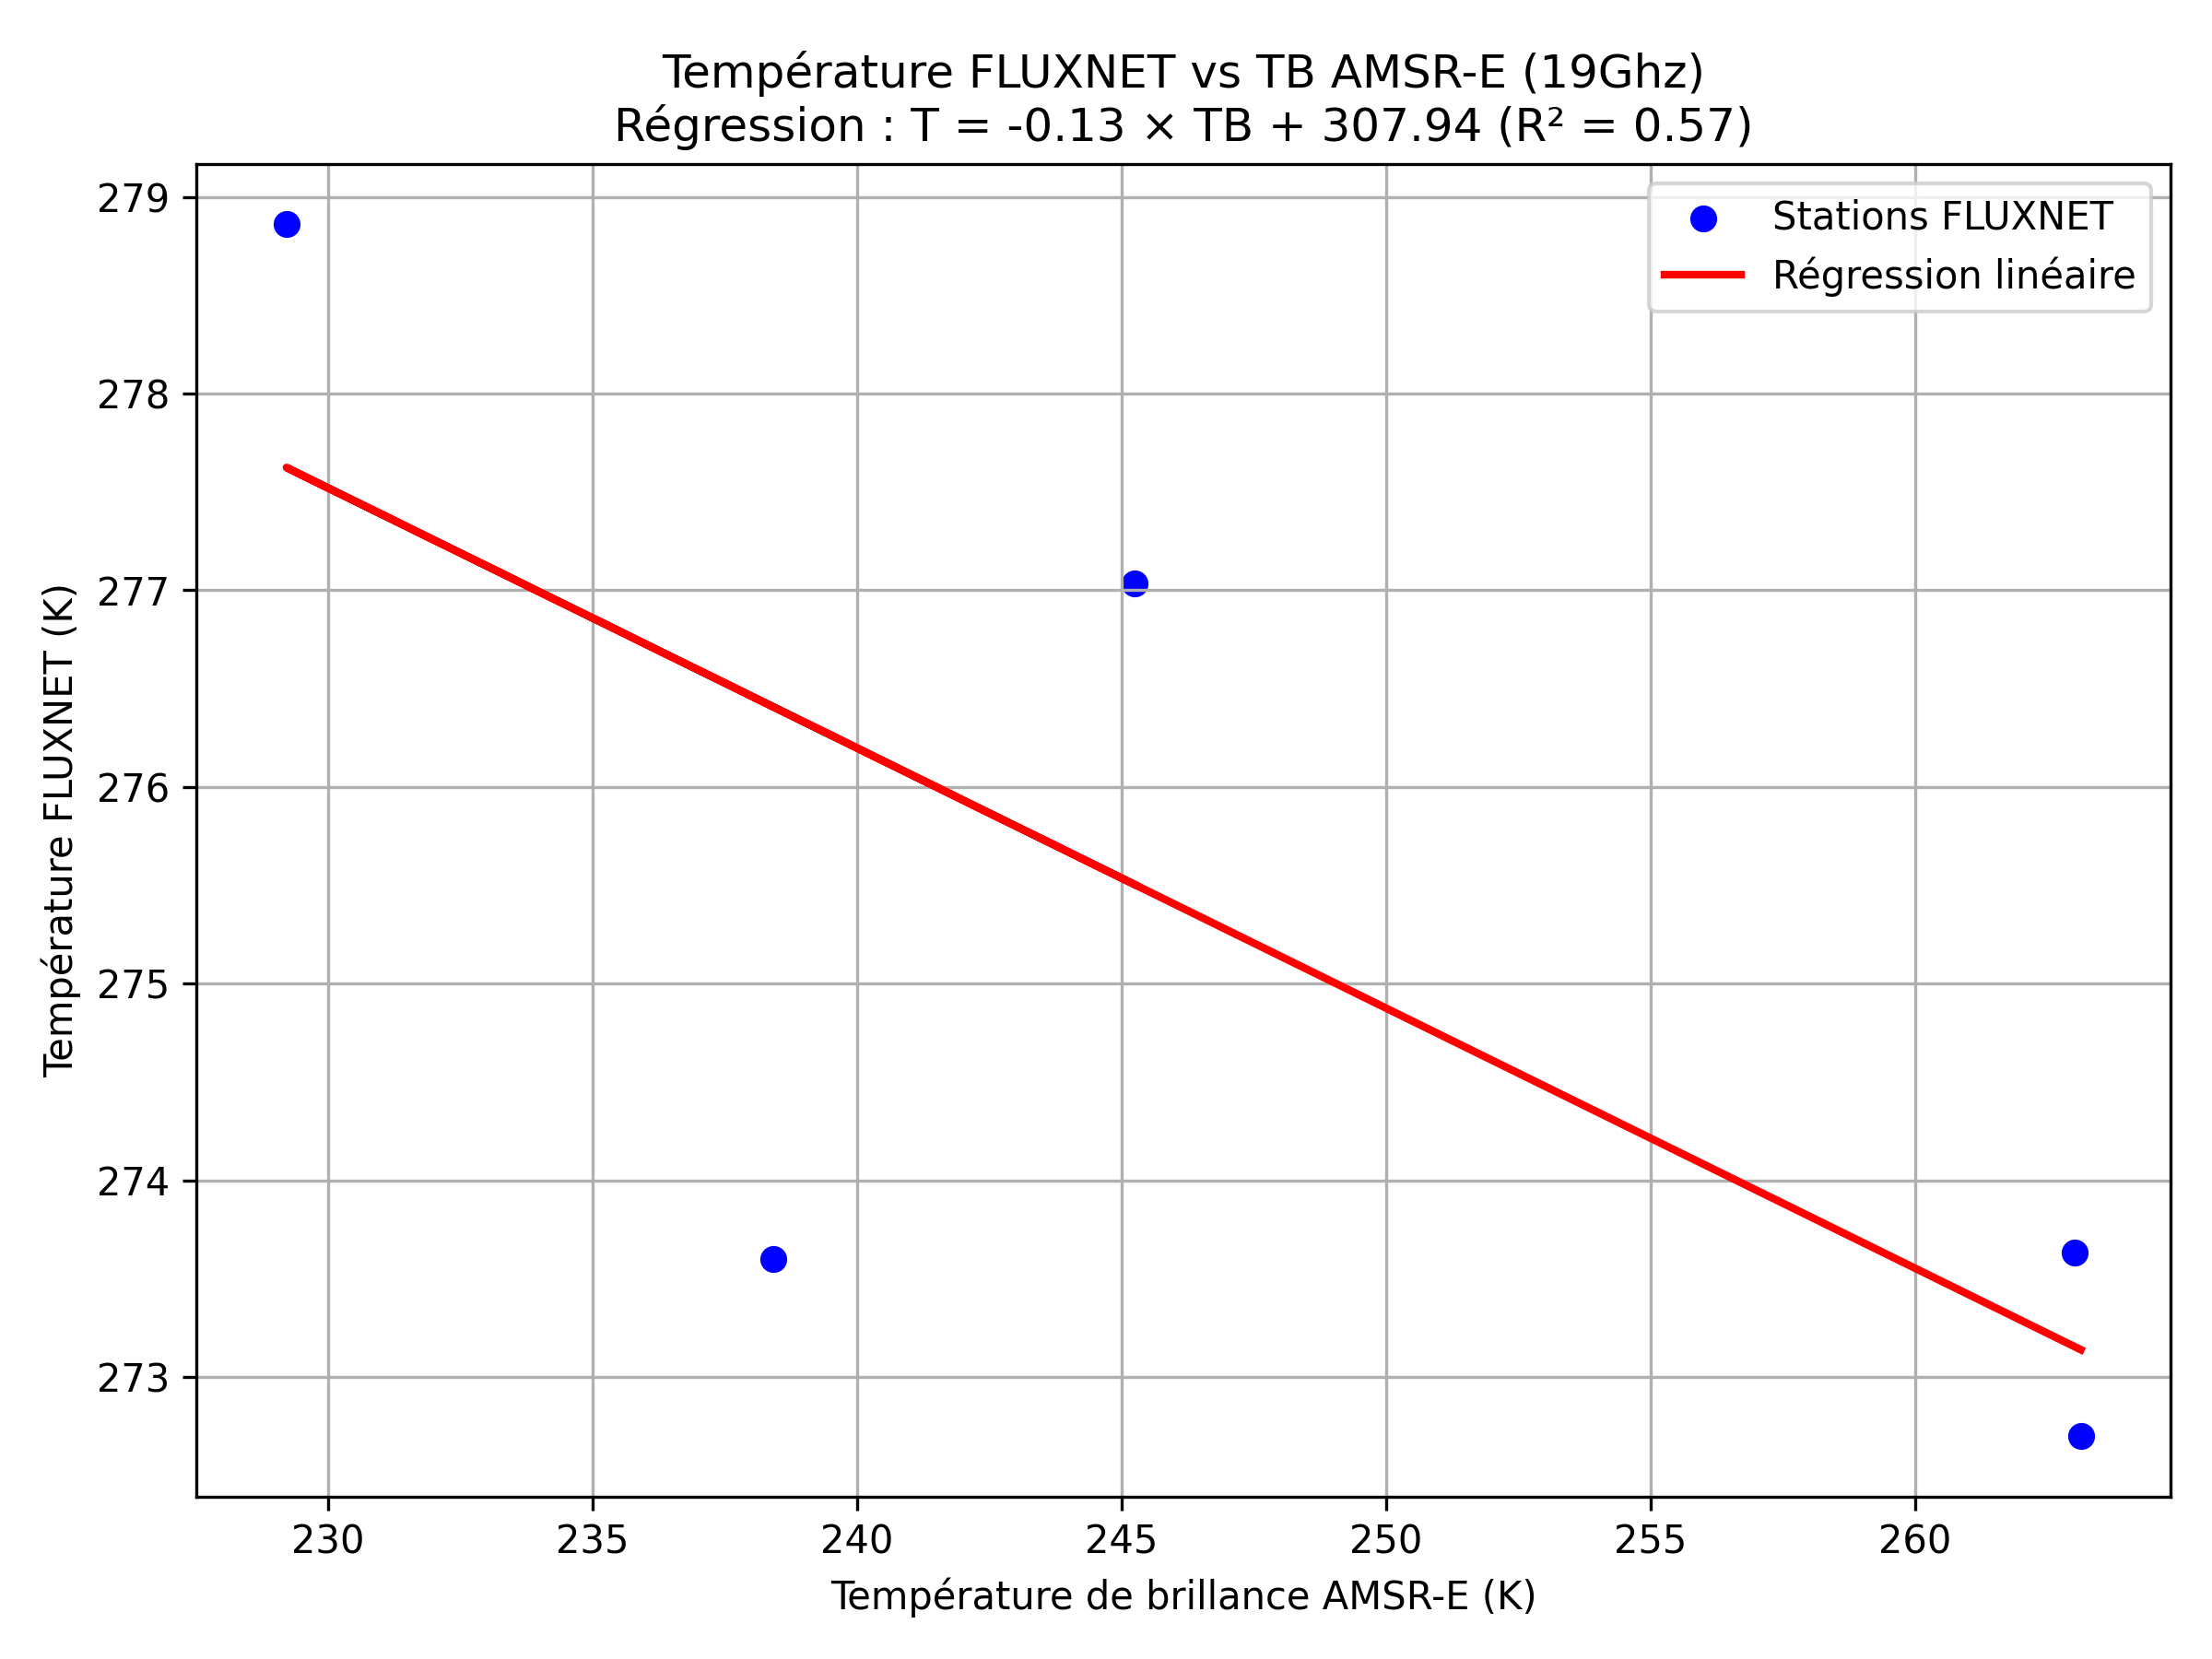 Température FLUXNET vs TB AMSR-E (19Ghz)
Régression : T = -0.13 × TB + 307.94 (R² = 0.57)
Stations FLUXNET
Régression linéaire
Température FLUXNET (K)
279
278
277
276
275
274
273
230 235 240 245 250 255 260
Température de brillance AMSR-E (K)